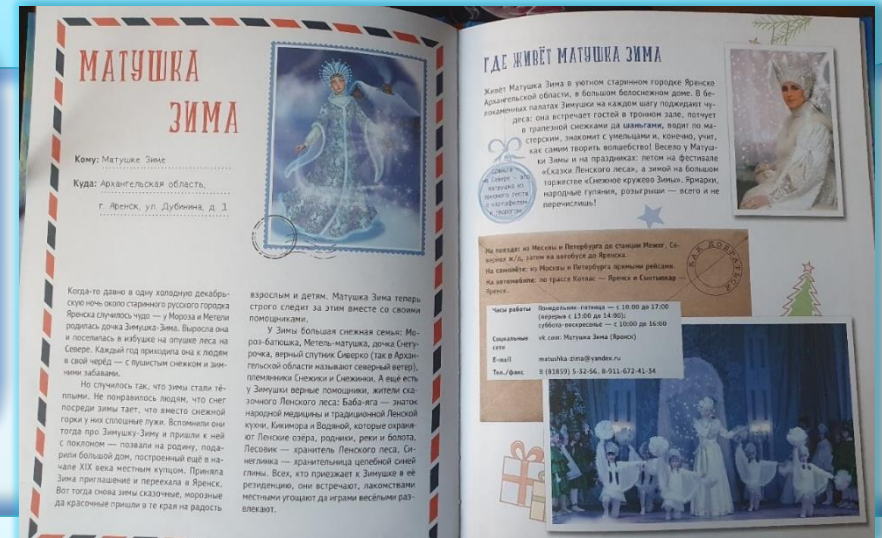 МАТУШКА
ЗИМА
Кому: Матушке Зиме
Куда: Архангельская область,
г. Яренск, ул. Дубинина, д. 1
Когда-то давно в одну холодную декабрь-
скую ночь около старинного русского городка
Яренска случилось чудо — у Мороза и Метели
родилась дочка Зимушка-Зима. Выросла она
и поселилась в избушке на опушке леса на
Севере. Каждый год приходила она к людям
в свой черёд — с пушистым снежком и зим-
ними забавами.
Но случилось так, что зимы стали тё-
плыми. Не понравилось людям, что снег
посреди зимы тает, что вместо снежной
горки у них сплошные лужи. Вспомнили они
тогда про Зимушку-Зиму и пришли к ней
с поклоном — позвали на родину, пода-
рили большой дом, построенный ещё в на-
чале XIX века местным купцом. Приняла
Зима приглашение и переехала в Яренск.
Вот тогда снова зимы сказочные, морозные
да красочные пришли в те края на радость
взрослым и детям. Матушка Зима теперь
строго следит за этим вместе со своими
помощниками.
У Зимы большая снежная семья: Мо-
роз-батюшка, Метель-матушка, дочка Снегу-
рочка, верный спутник Сиверко (так в Архан-
гельской области называют северный ветер),
племянники Снежики и Снежинки. А ещё есть
у Зимушки верные помощники, жители ска-
зочного Ленского леса: Баба-яга — знаток
народной медицины и традиционной Ленской
кухни, Кикимора и Водяной, которые охраня-
ют Ленские озёра, родники, реки и болота,
Лесовик — хранитель Ленского леса, Си-
неглинка — хранительница целебной синей
глины. Всех, кто приезжает к Зимушке в её
резиденцию, они встречают, лакомствами
местными угощают да играми весёлыми раз-
влекают.
ГДЕ ЖИВЁТ МАТУШКА ЗИМА
Живёт Матушка Зима в уютном старинном городке Яренске
Архангельской области, в большом белоснежном доме. В бе-
локаменных палатах Зимушки на каждом шагу поджидают чу-
деса: она встречает гостей в тронном зале, потчует
в трапезной снежками да шаньгами, водит по ма-
стерским, знакомит с умельцами и, конечно, учит,
как самим творить волшебство! Весело у Матуш-
ки Зимы и на праздниках: летом на фестивале
«Сказки Ленского леса», а зимой на большом
торжестве «Снежное кружево Зимы». Ярмарки,
народные гуляния, розыгрыши — всего и не
перечислишь!
на Севере – это
ватрушка из
теста
с картофелем
и творогом
КАК ДОБРАТЬСЯ
На поезде: из Москвы и Петербурга до станции Межог, Се-
верная ж/д, затем на автобусе до Яренска.
На самолёте: из Москвы и Петербурга прямыми рейсами.
На автомобиле: по трассе Котлас — Яренск и Сыктывкар —
Яренск.
Часы работы Понедельник–пятница — с 10:00 до 17:00
(перерыв с 13:00 до 14:00);
суббота–воскресенье — с 10:00 до 16:00
Социальные сети vk.com: Матушка Зима (Яренск)
E-mail matushka-zima@yandex.ru
Тел./факс 8 (81859) 5-32-56, 8-911-672-41-34